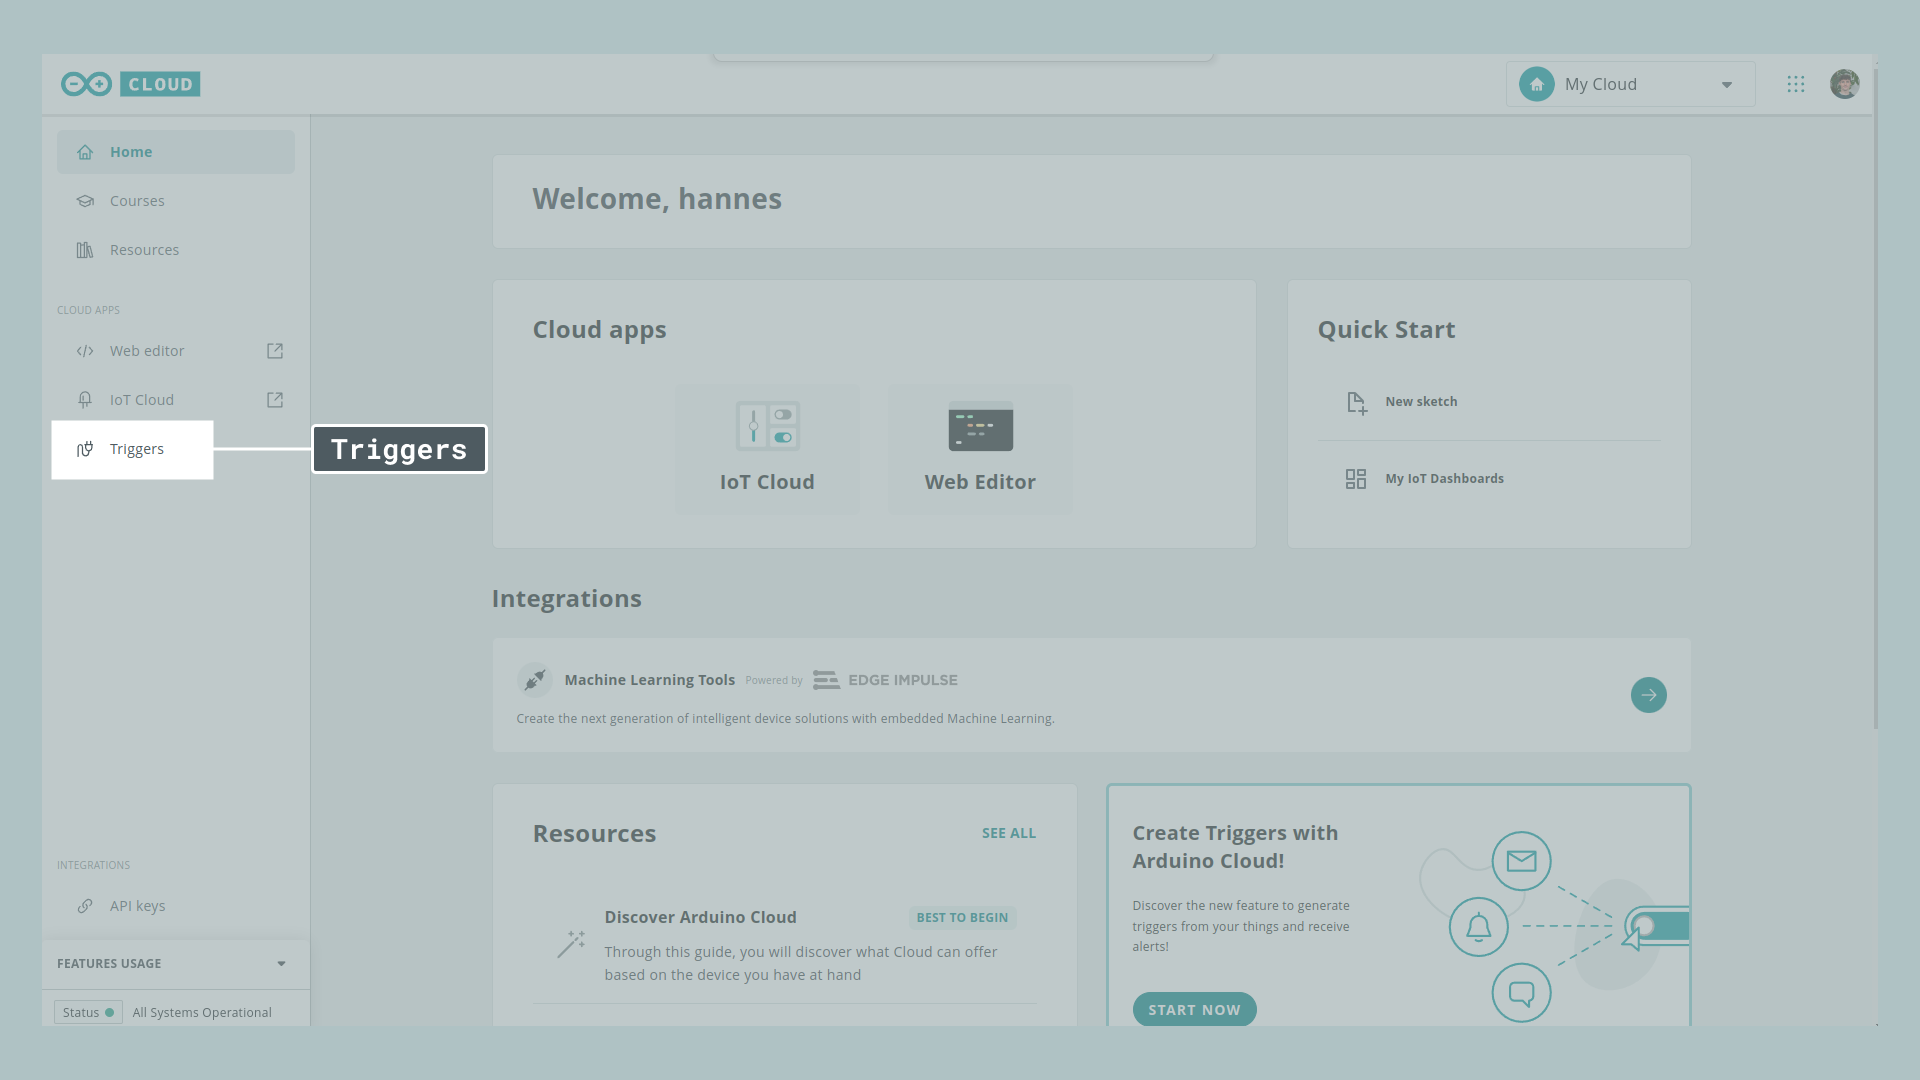 CLOUD
My Cloud
Home
Courses
Resources
CLOUD APPS
Web editor
IoT Cloud
Triggers
Triggers
INTEGRATIONS
API keys
FEATURES USAGE
Status
All Systems Operational
Welcome, hannes
Cloud apps
IoT Cloud
Web Editor
Quick Start
New sketch
My IoT Dashboards
Integrations
Machine Learning Tools Powered by EDGE IMPULSE
Create the next generation of intelligent device solutions with embedded Machine Learning.
Resources
SEE ALL
Discover Arduino Cloud
BEST TO BEGIN
Through this guide, you will discover what Cloud can offer
based on the device you have at hand
Create Triggers with
Arduino Cloud!
Discover the new feature to generate
triggers from your things and receive
alerts!
START NOW